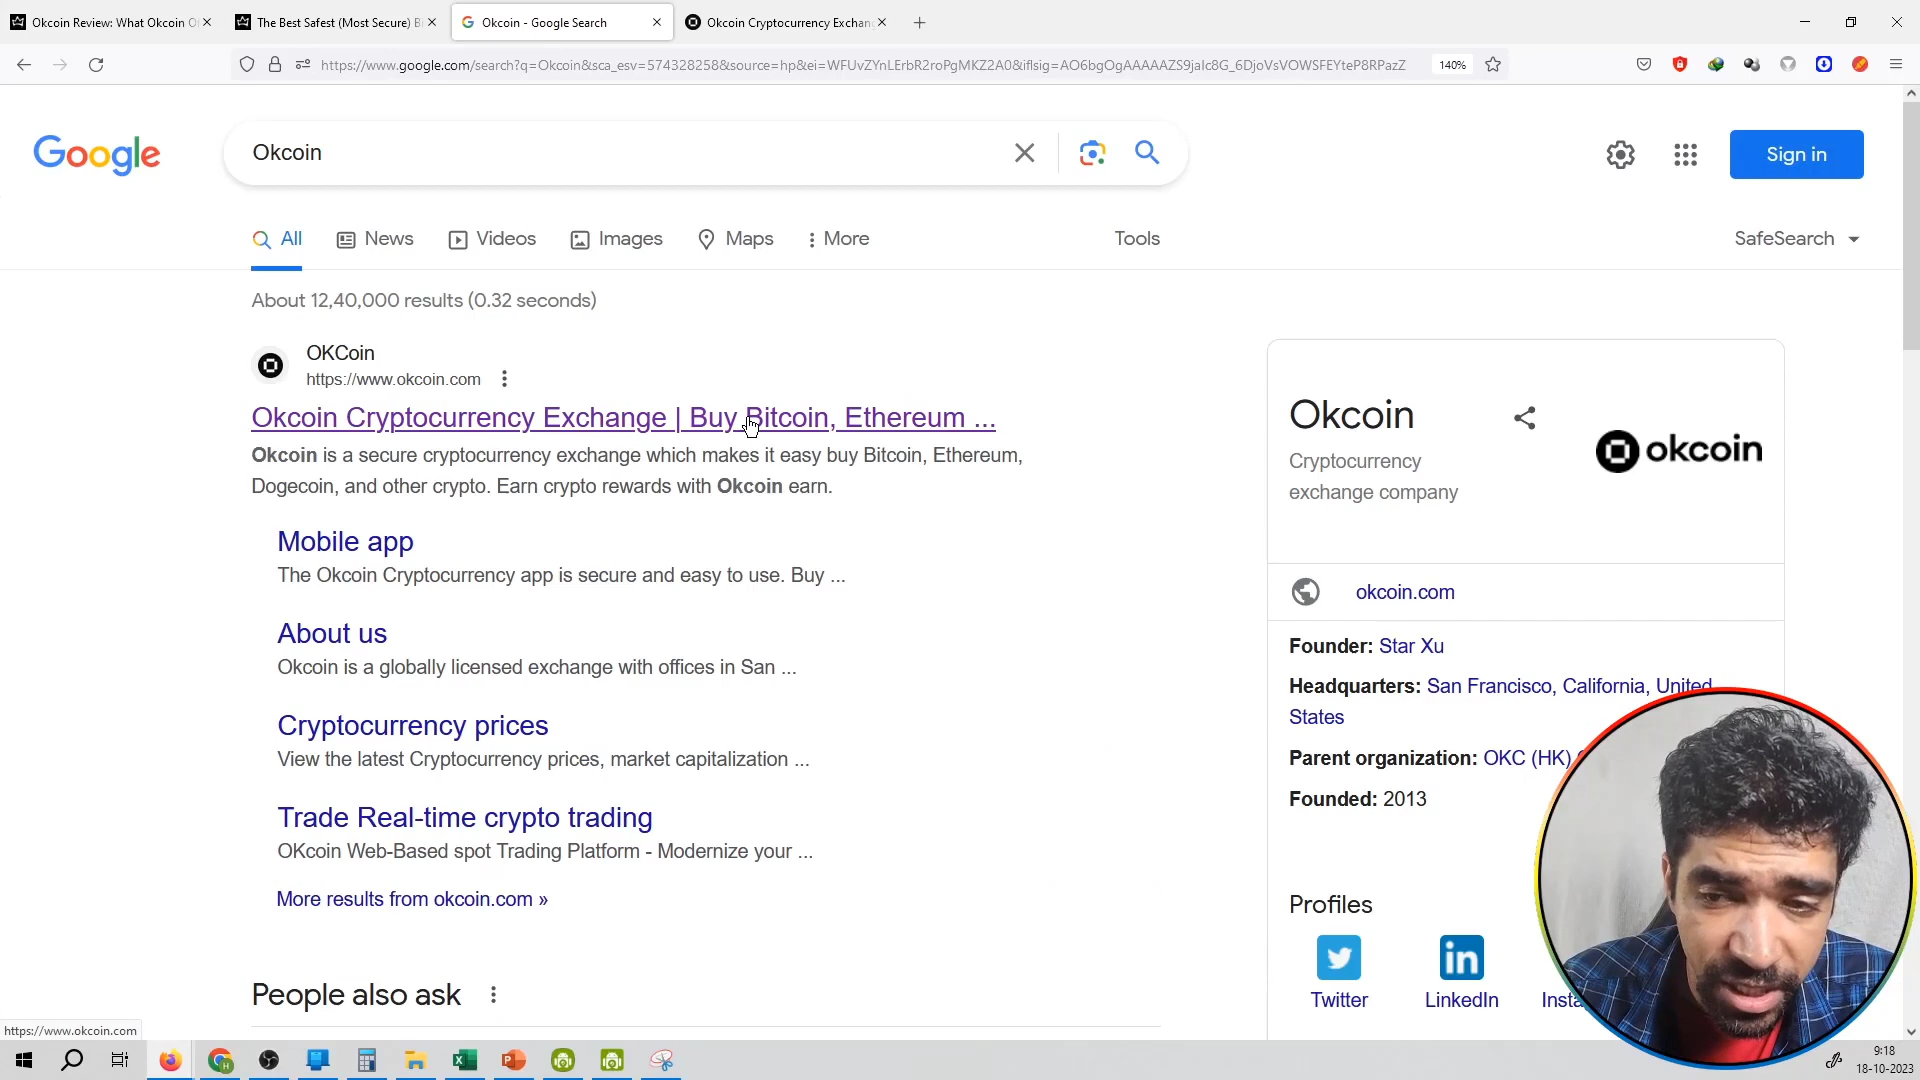 Okcoin Review: What Okcoin O
The Best Safest (Most Secure) Bi
Okcoin - Google Search
Okcoin Cryptocurrency Exchan
https://www.google.com/search?q=Okcoin&sca_esv=574328258&source=hp&ei=WFUvZYnLErbR2roPgMKZ2A0&iflsig=AO6bgOgAAAAAZS9jaIc8G_6DjoVsVOWSFEYteP8RPazZ
140%
Google
Okcoin
Sign in
All
News
Videos
Images
Maps
More
Tools
SafeSearch
About 12,40,000 results (0.32 seconds)
OKCoin
https://www.okcoin.com
Okcoin Cryptocurrency Exchange | Buy Bitcoin, Ethereum ...
Okcoin is a secure cryptocurrency exchange which makes it easy buy Bitcoin, Ethereum,
Dogecoin, and other crypto. Earn crypto rewards with Okcoin earn.
Mobile app
The Okcoin Cryptocurrency app is secure and easy to use. Buy ...
About us
Okcoin is a globally licensed exchange with offices in San ...
Cryptocurrency prices
View the latest Cryptocurrency prices, market capitalization ...
Trade Real-time crypto trading
OKcoin Web-Based spot Trading Platform - Modernize your ...
More results from okcoin.com »
People also ask
Okcoin
Cryptocurrency
exchange company
okcoin
okcoin.com
Founder: Star Xu
Headquarters: San Francisco, California, United
States
Parent organization: OKC (HK)
Founded: 2013
Profiles
Twitter
LinkedIn
Insta
https://www.okcoin.com
9:18
18-10-2023